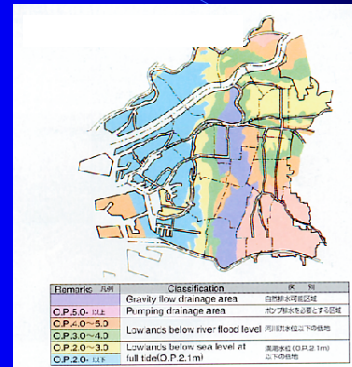 Remarks 凡例 Classification 区別
Gravity flow drainage area 自然排水可能区域
O.P.5.0- 以上 Pumping drainage area ポンプ排水を必要とする区域
O.P.4.0～5.0
O.P.3.0～4.0 Lowlands below river flood level 河川洪水位以下の低地
O.P.2.0～3.0 Lowlands below sea level at
O.P.2.0- 以下 full tide(O.P.2.1m) 高潮水位(O.P.2.1m)
以下の低地